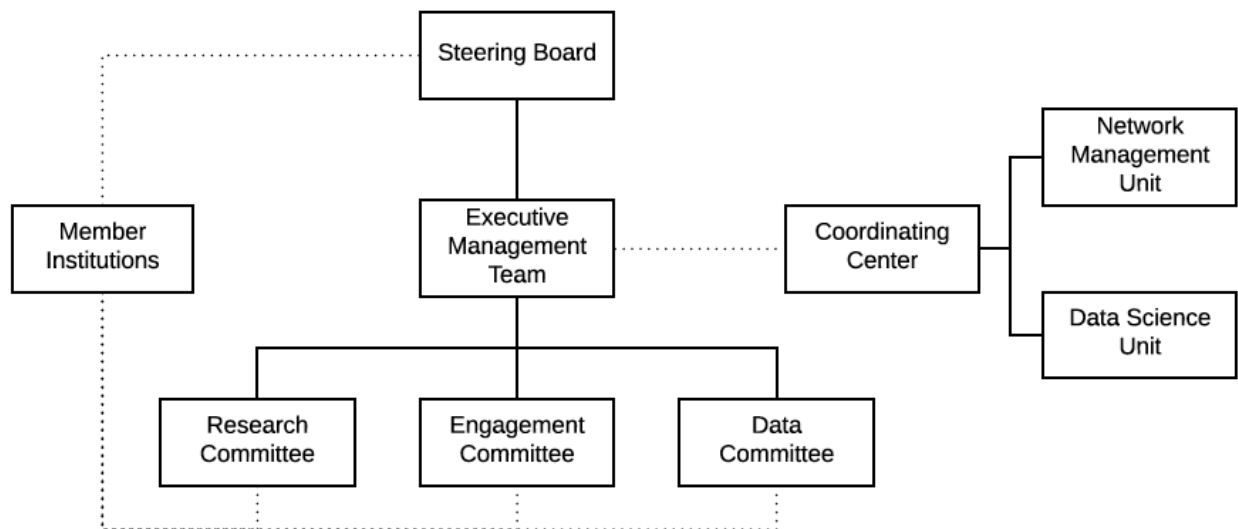 Steering Board
Network
Management
Unit
Member
Institutions
Executive
Management
Team
Coordinating
Center
Data Science
Unit
Research
Committee
Engagement
Committee
Data
Committee